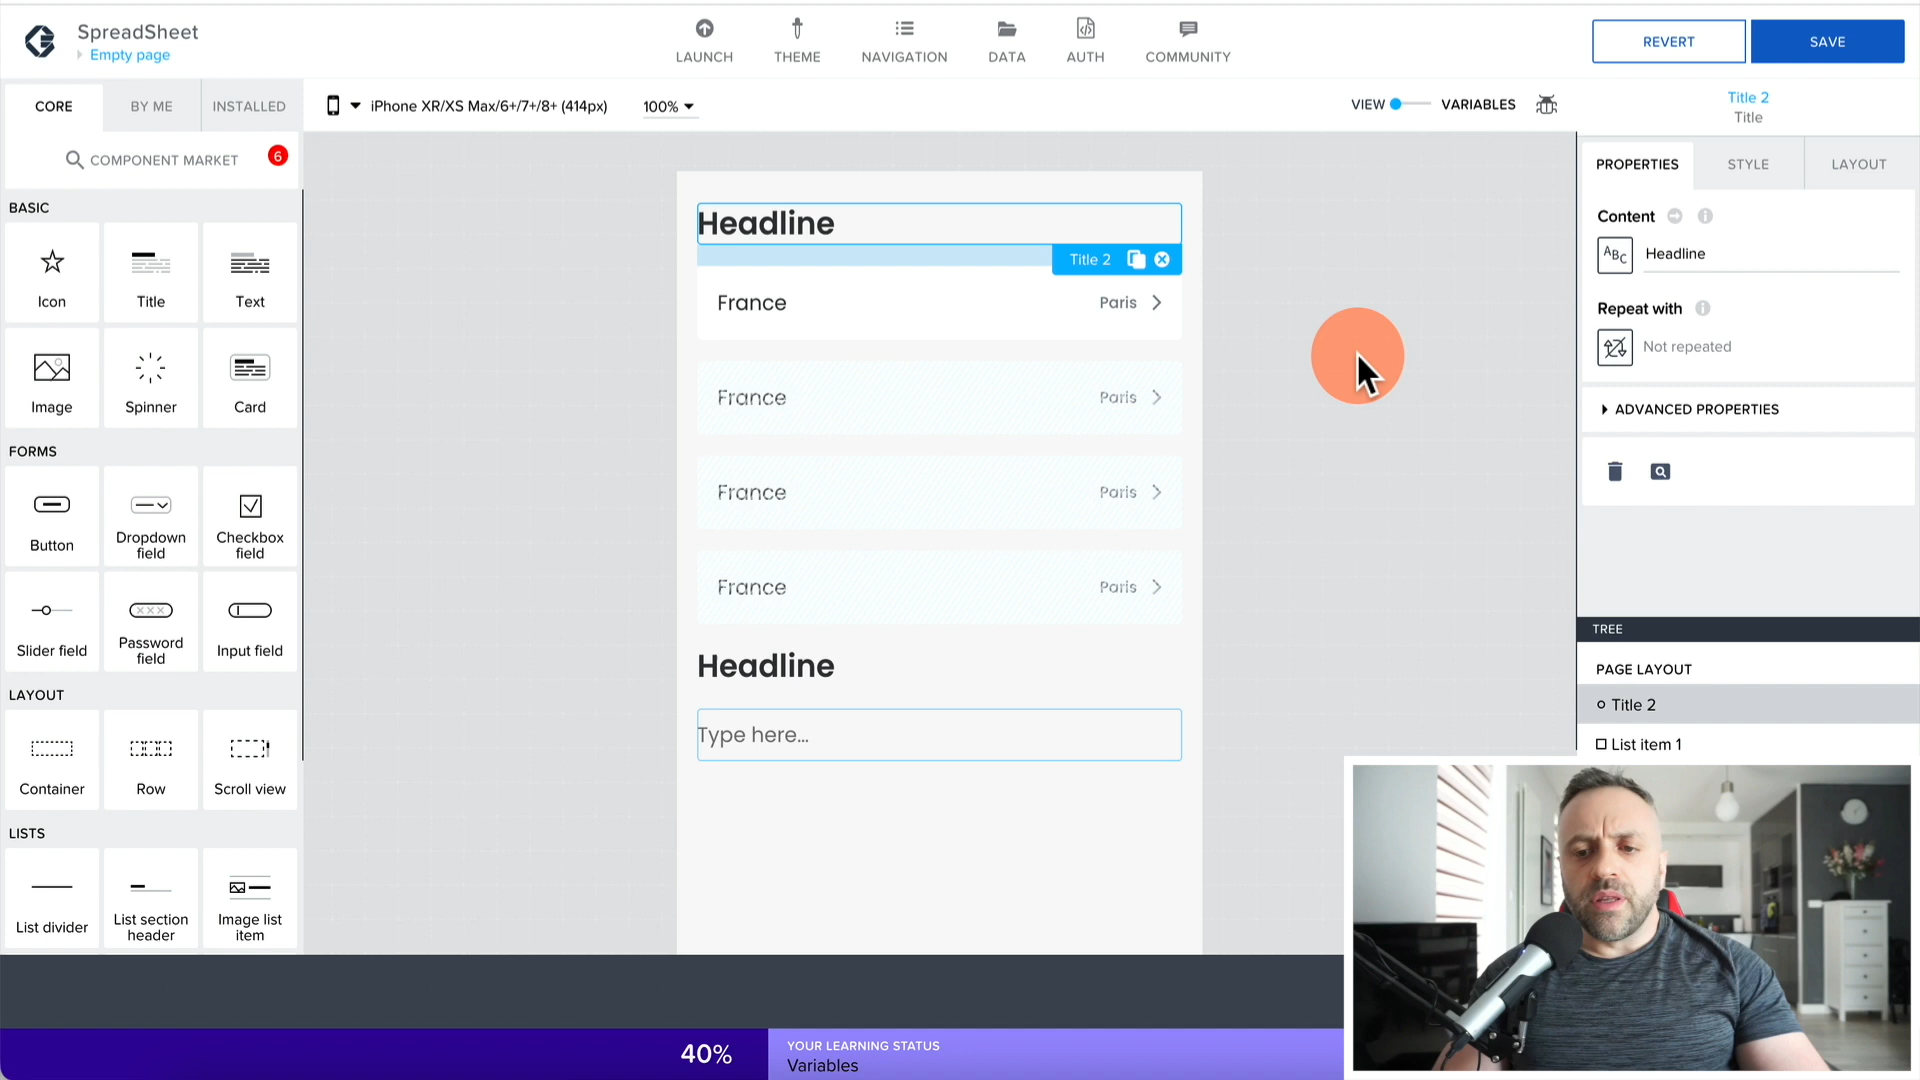 SpreadSheet
Empty page
LAUNCH
THEME
NAVIGATION
DATA
AUTH
COMMUNITY
REVERT
SAVE
CORE
BY ME
INSTALLED
iPhone XR/XS Max/6+/7+/8+ (414px)
100%
VIEW
VARIABLES
Title 2
Title
COMPONENT MARKET
6
PROPERTIES
STYLE
LAYOUT
BASIC
Icon
Title
Text
Image
Spinner
Card
FORMS
Button
Dropdown
field
Checkbox
field
Slider field
Password
field
Input field
LAYOUT
Container
Row
Scroll view
LISTS
List divider
List section
header
Image list
item
Headline
Title 2
France
Paris
France
Paris
France
Paris
France
Paris
Headline
Type here...
Content
ABC
Headline
Repeat with
Not repeated
ADVANCED PROPERTIES
TREE
PAGE LAYOUT
Title 2
List item 1
40%
YOUR LEARNING STATUS
Variables